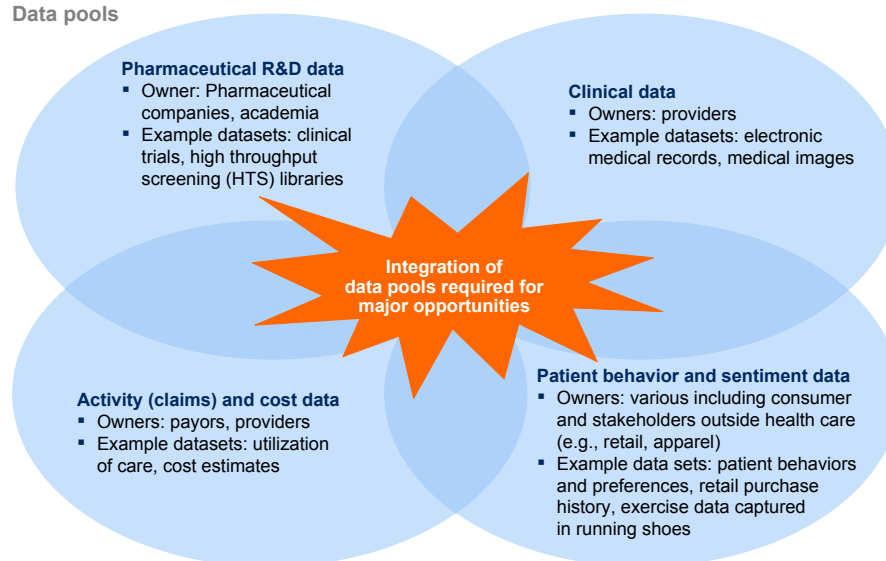 Data pools
Pharmaceutical R&D data
▪ Owner: Pharmaceutical
companies, academia
▪ Example datasets: clinical
trials, high throughput
screening (HTS) libraries
Clinical data
▪ Owners: providers
▪ Example datasets: electronic
medical records, medical images
Integration of
data pools required for
major opportunities
Activity (claims) and cost data
▪ Owners: payors, providers
▪ Example datasets: utilization
of care, cost estimates
Patient behavior and sentiment data
▪ Owners: various including consumer
and stakeholders outside health care
(e.g., retail, apparel)
▪ Example data sets: patient behaviors
and preferences, retail purchase
history, exercise data captured
in running shoes